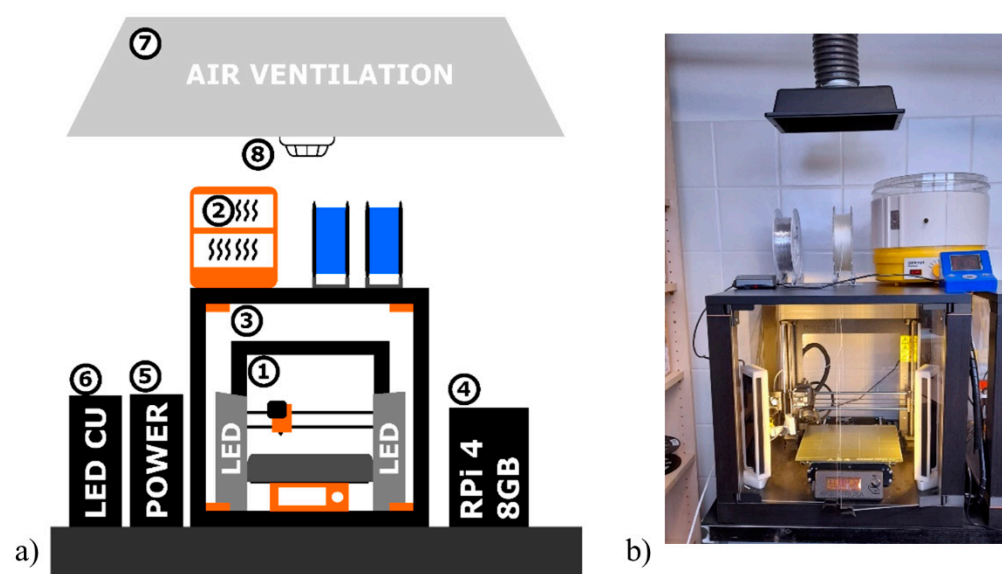 7
AIR VENTILATION
8
2
3
1
6
5
4
LED CU
POWER
LED
LED
RPi 4
8GB
a)
b)